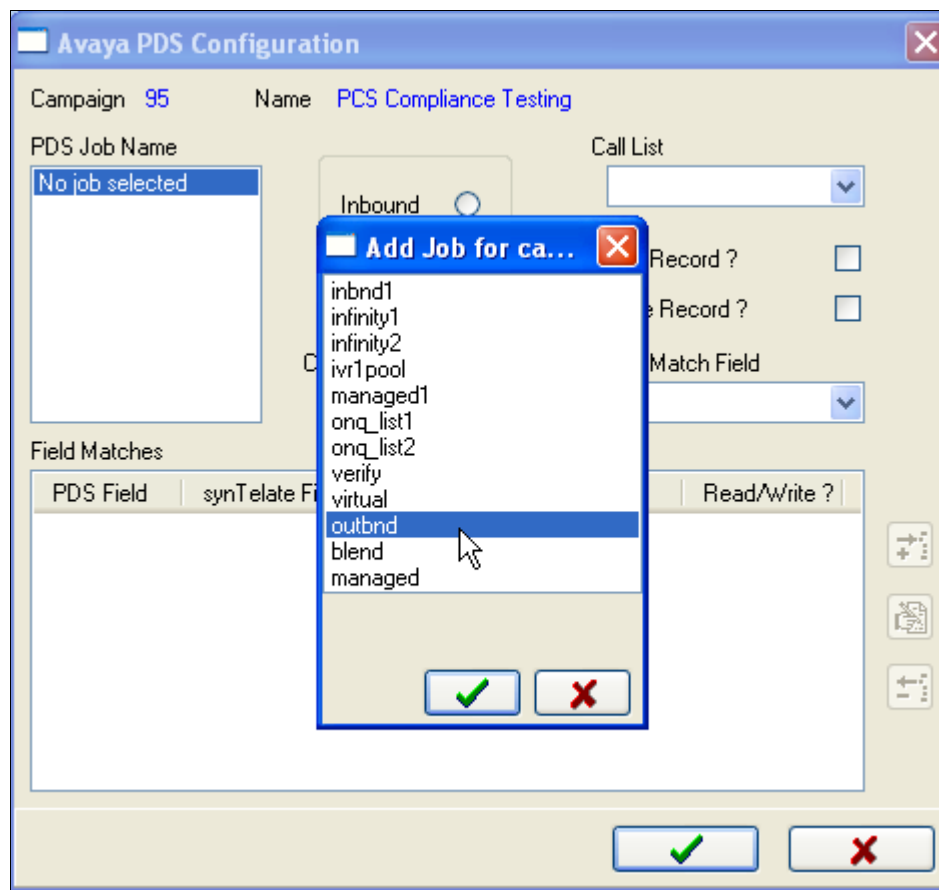 Avaya PDS Configuration
Campaign 95 Name PCS Compliance Testing
PDS Job Name
Call List
No job selected
Inbound
Add Job for ca...
Record ?
Record ?
Match Field
inbnd1
infinity1
infinity2
ivr1pool
managed1
onq_list1
onq_list2
verify
virtual
outbnd
blend
managed
Field Matches
PDS Field synTelate Fi Read/Write ?